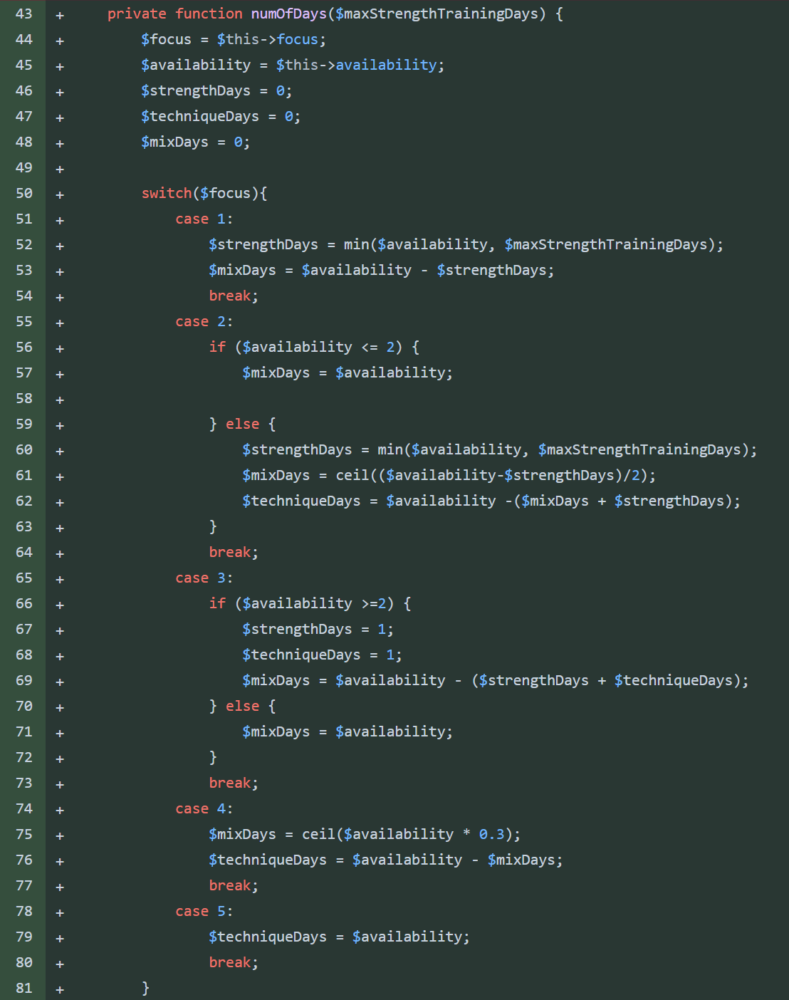 43 + private function numOfDays($maxStrengthTrainingDays) {
44 + $focus = $this->focus;
45 + $availability = $this->availability;
46 + $strengthDays = 0;
47 + $techniqueDays = 0;
48 + $mixDays = 0;
49 +
50 + switch($focus){
51 + case 1:
52 + $strengthDays = min($availability, $maxStrengthTrainingDays);
53 + $mixDays = $availability - $strengthDays;
54 + break;
55 + case 2:
56 + if ($availability <= 2) {
57 + $mixDays = $availability;
58 +
59 + } else {
60 + $strengthDays = min($availability, $maxStrengthTrainingDays);
61 + $mixDays = ceil(($availability-$strengthDays)/2);
62 + $techniqueDays = $availability -($mixDays + $strengthDays);
63 + }
64 + break;
65 + case 3:
66 + if ($availability >=2) {
67 + $strengthDays = 1;
68 + $techniqueDays = 1;
69 + $mixDays = $availability - ($strengthDays + $techniqueDays);
70 + } else {
71 + $mixDays = $availability;
72 + }
73 + break;
74 + case 4:
75 + $mixDays = ceil($availability * 0.3);
76 + $techniqueDays = $availability - $mixDays;
77 + break;
78 + case 5:
79 + $techniqueDays = $availability;
80 + break;
81 + }